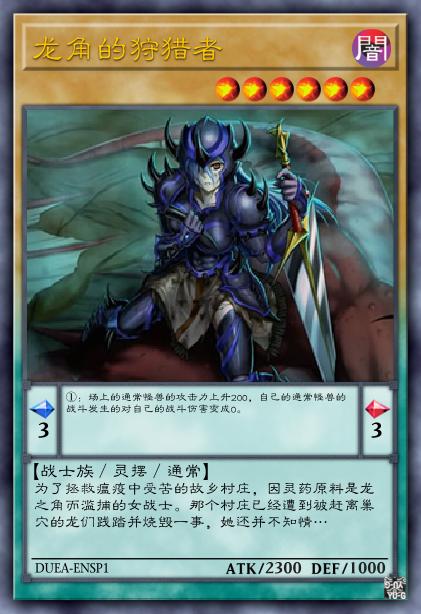 龙角的狩猎者
闇
①：场上的通常怪兽的攻击力上升200，自己的通常怪兽的
战斗发生的对自己的战斗伤害变成0。
3
3
【战士族／灵摆／通常】
为了拯救瘟疫中受苦的故乡村庄，因灵药原料是龙
之角而滥捕的女战士。那个村庄已经遭到被赶离巢
穴的龙们践踏并烧毁一事，她还并不知情…
DUEA-ENSP1
ATK/2300
DEF/1000